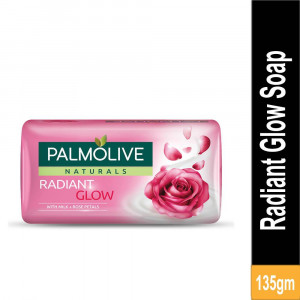 PALMOLIVE
NATURALS
RADIANT
GLOW
WITH MILK & ROSE PETALS
Radiant Glow Soap
135gm